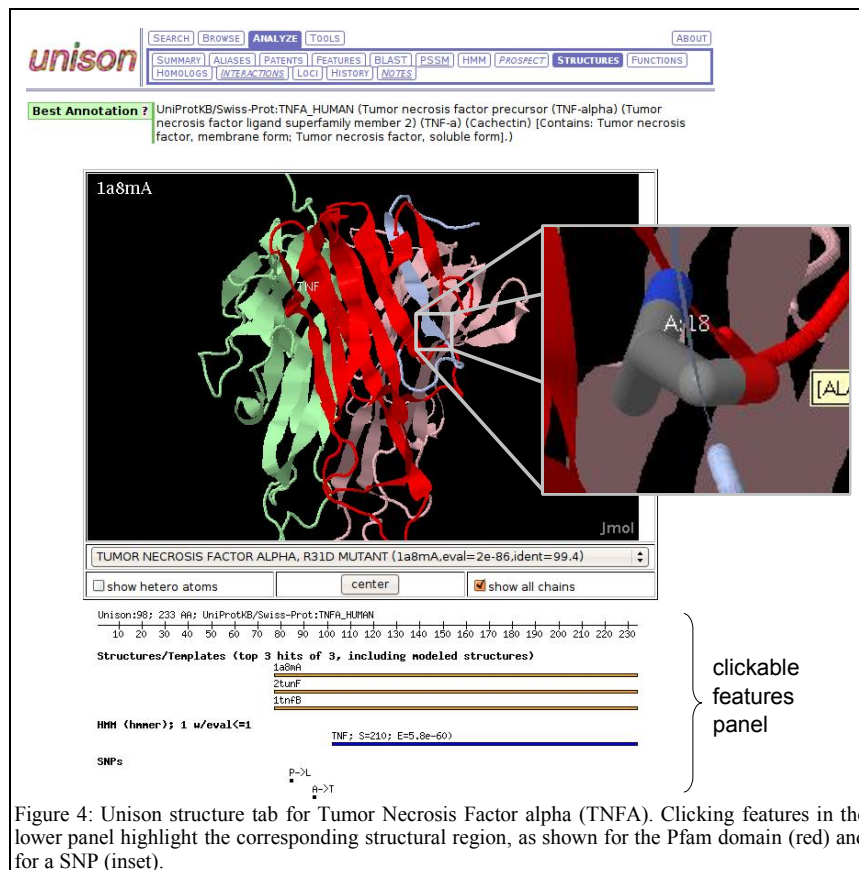 unison
SEARCH BROWSE ANALYZE TOOLS ABOUT
SUMMARY ALIASES PATENTS FEATURES BLAST PSSM HMM PROSPECT STRUCTURES FUNCTIONS
HOMOLOGS INTERACTIONS LOCI HISTORY NOTES
Best Annotation ? UniProtKB/Swiss-Prot:TNFA_HUMAN (Tumor necrosis factor precursor (TNF-alpha) (Tumor
necrosis factor ligand superfamily member 2) (TNF-a) (Cachectin) [Contains: Tumor necrosis
factor, membrane form; Tumor necrosis factor, soluble form].)
1a8mA
TNF
A:18
[ALA
Jmol
TUMOR NECROSIS FACTOR ALPHA, R31D MUTANT (1a8mA,eval=2e-86,ident=99.4)
show hetero atoms center show all chains
Unison:98; 233 AA; UniProtKB/Swiss-Prot:TNFA_HUMAN
10 20 30 40 50 60 70 80 90 100 110 120 130 140 150 160 170 180 190 200 210 220 230
Structures/Templates (top 3 hits of 3, including modeled structures)
1a8mA
2tunF
1tnfB
HMM (hmmer); 1 w/eval<=1
TNF; S=210; E=5.8e-60)
SNPs
P->L
A->T
clickable
features
panel
Figure 4: Unison structure tab for Tumor Necrosis Factor alpha (TNFA). Clicking features in the
lower panel highlight the corresponding structural region, as shown for the Pfam domain (red) and
for a SNP (inset).